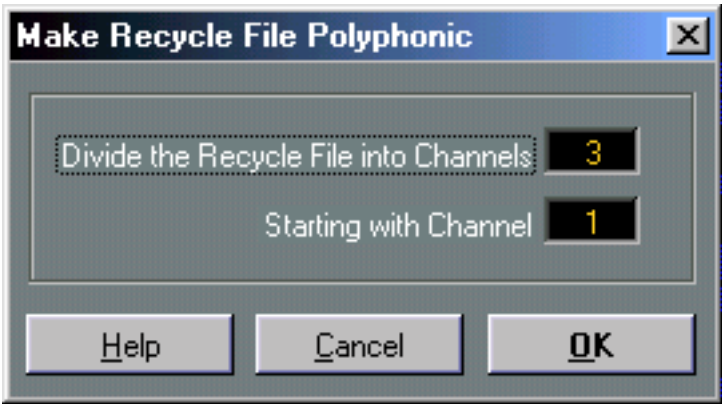 Make Recycle File Polyphonic
Divide the Recycle File into Channels 3
Starting with Channel 1
Help Cancel OK